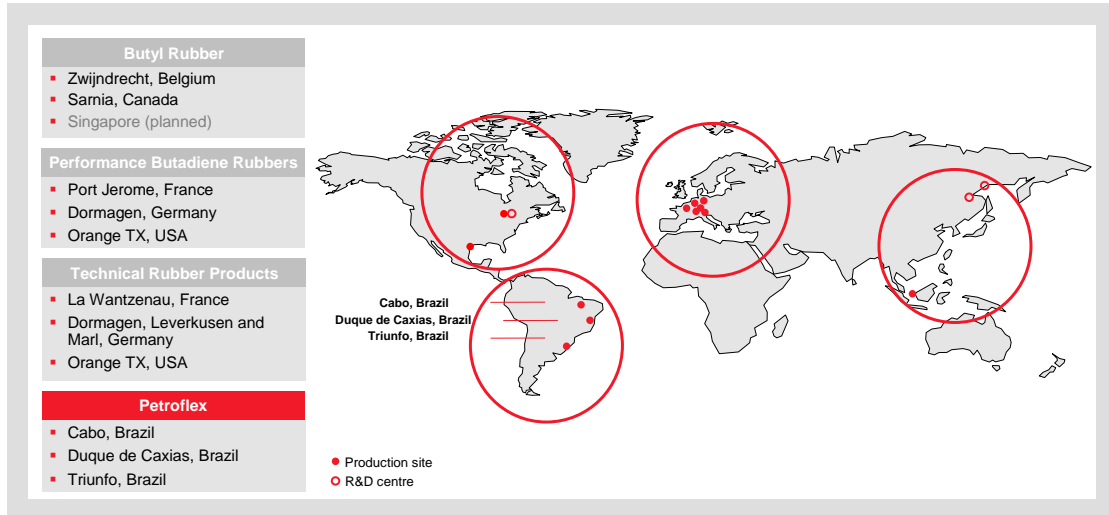 Butyl Rubber
Zwijndrecht, Belgium
Sarnia, Canada
Singapore (planned)
Performance Butadiene Rubbers
Port Jerome, France
Dormagen, Germany
Orange TX, USA
Technical Rubber Products
La Wantzenau, France
Dormagen, Leverkusen and
Marl, Germany
Orange TX, USA
Petroflex
Cabo, Brazil
Duque de Caxias, Brazil
Triunfo, Brazil
Cabo, Brazil
Duque de Caxias, Brazil
Triunfo, Brazil
Production site
R&D centre